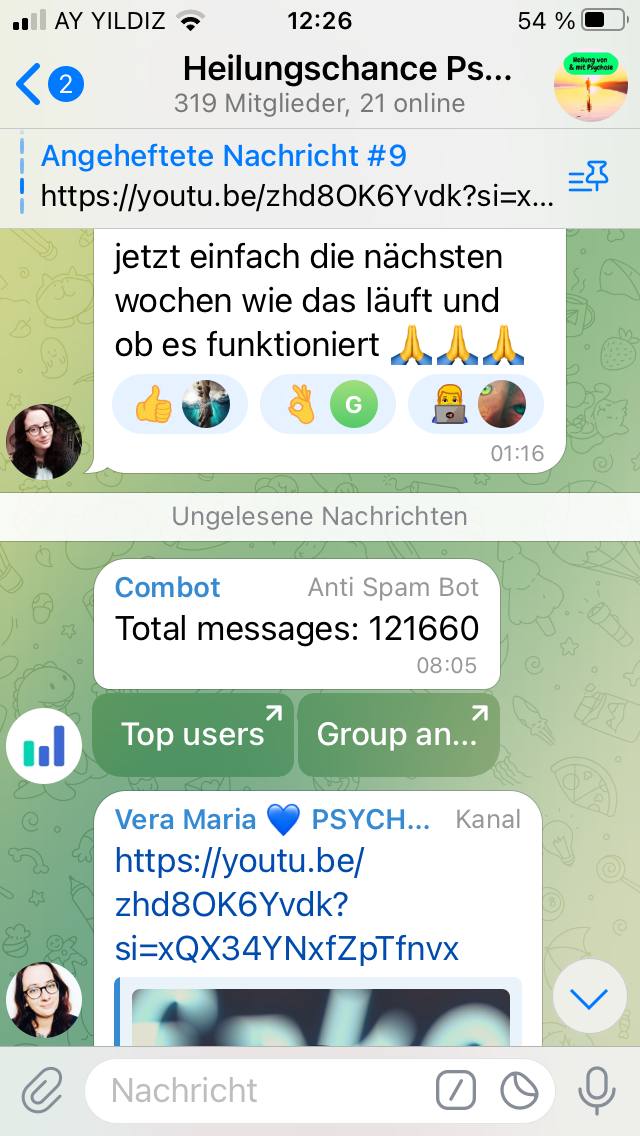 AY YILDIZ 12:26 54 %
2 Heilungschance Ps...
319 Mitglieder, 21 online
Heilung von
& mit Psychose
Angeheftete Nachricht #9
https://youtu.be/zhd8OK6Yvdk?si=x...
jetzt einfach die nächsten
wochen wie das läuft und
ob es funktioniert 🙏🙏🙏
G
01:16
Ungelesene Nachrichten
Combot Anti Spam Bot
Total messages: 121660
08:05
Top users Group an...
Vera Maria 💙 PSYCH... Kanal
https://youtu.be/
zhd8OK6Yvdk?
si=xQX34YNxfZpTfnvx
Nachricht